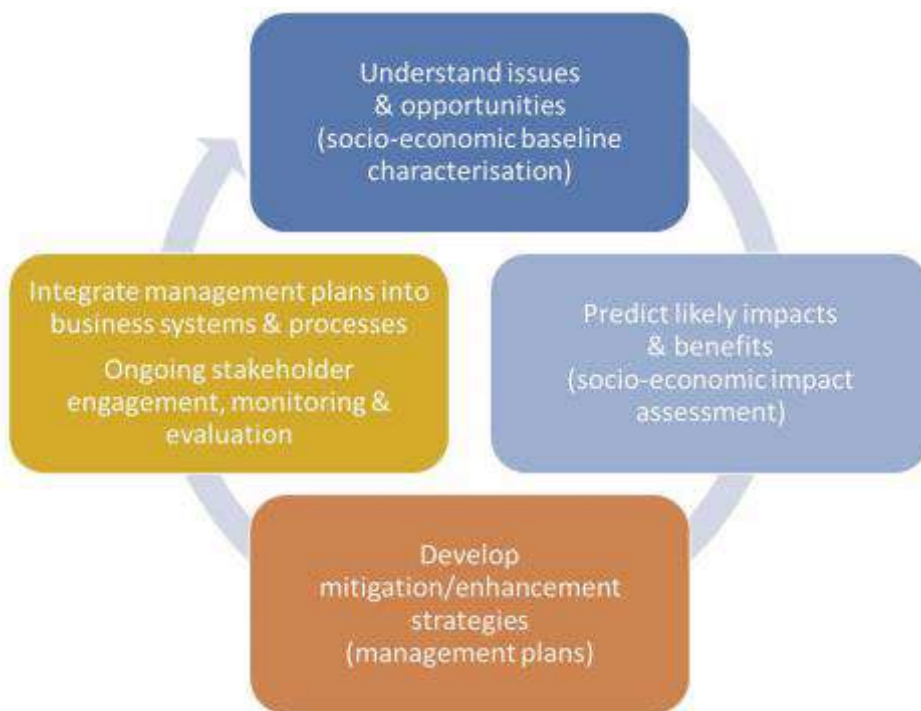 Understand issues
& opportunities
(socio-economic baseline
characterisation)
Predict likely impacts
& benefits
(socio-economic impact
assessment)
Develop
mitigation/enhancement
strategies
(management plans)
Integrate management plans into
business systems & processes
Ongoing stakeholder
engagement, monitoring &
evaluation